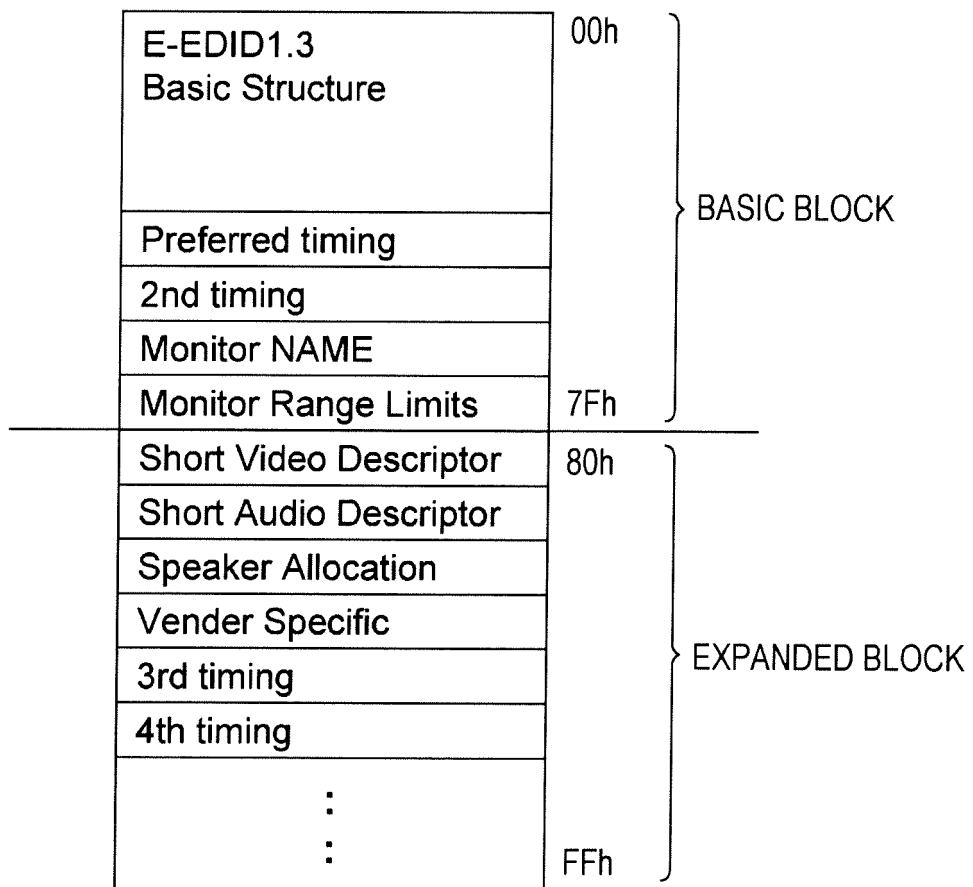 E-EDID1.3
Basic Structure
00h
BASIC BLOCK
Preferred timing
2nd timing
Monitor NAME
Monitor Range Limits
7Fh
Short Video Descriptor
80h
Short Audio Descriptor
Speaker Allocation
Vender Specific
EXPANDED BLOCK
3rd timing
4th timing
:
:
FFh